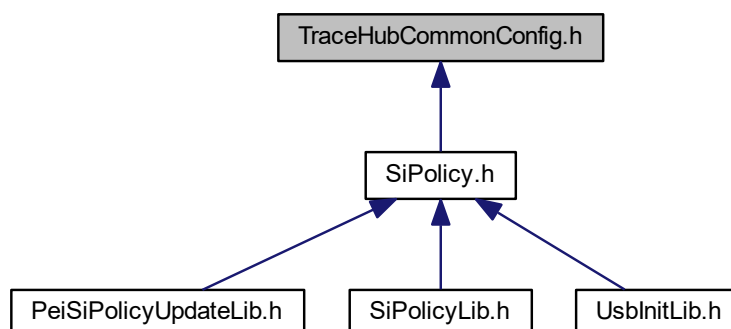 TraceHubCommonConfig.h
SiPolicy.h
PeiSiPolicyUpdateLib.h
SiPolicyLib.h
UsbInitLib.h